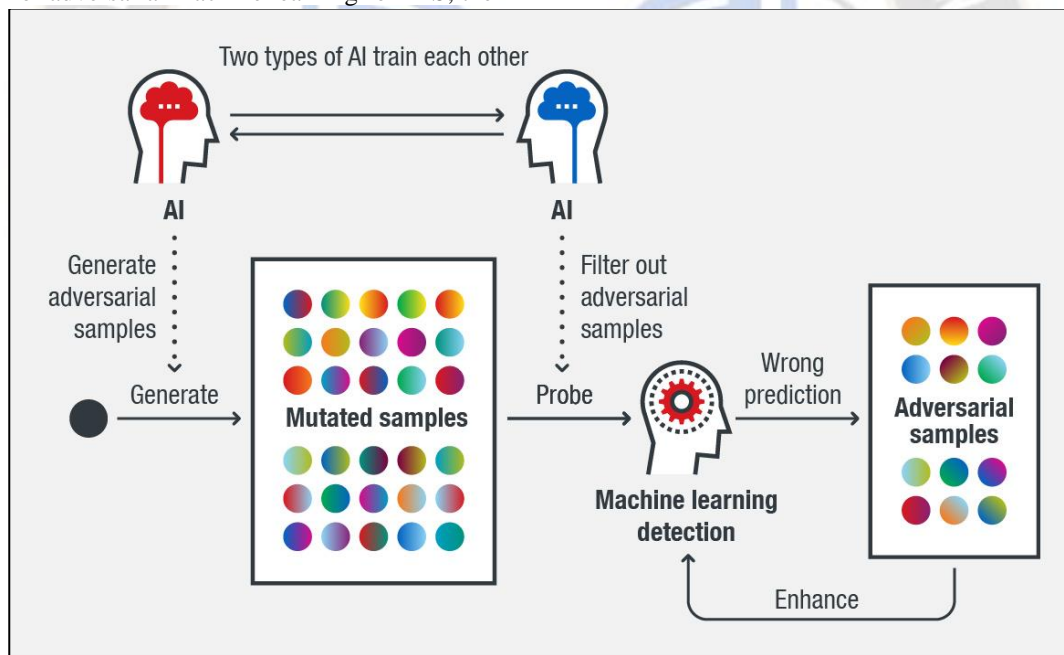 Two types of AI train each other
AI
AI
Generate
adversarial
samples
Filter out
adversarial
samples
Generate
Mutated samples
Probe
Machine learning
detection
Wrong
prediction
Adversarial
samples
Enhance